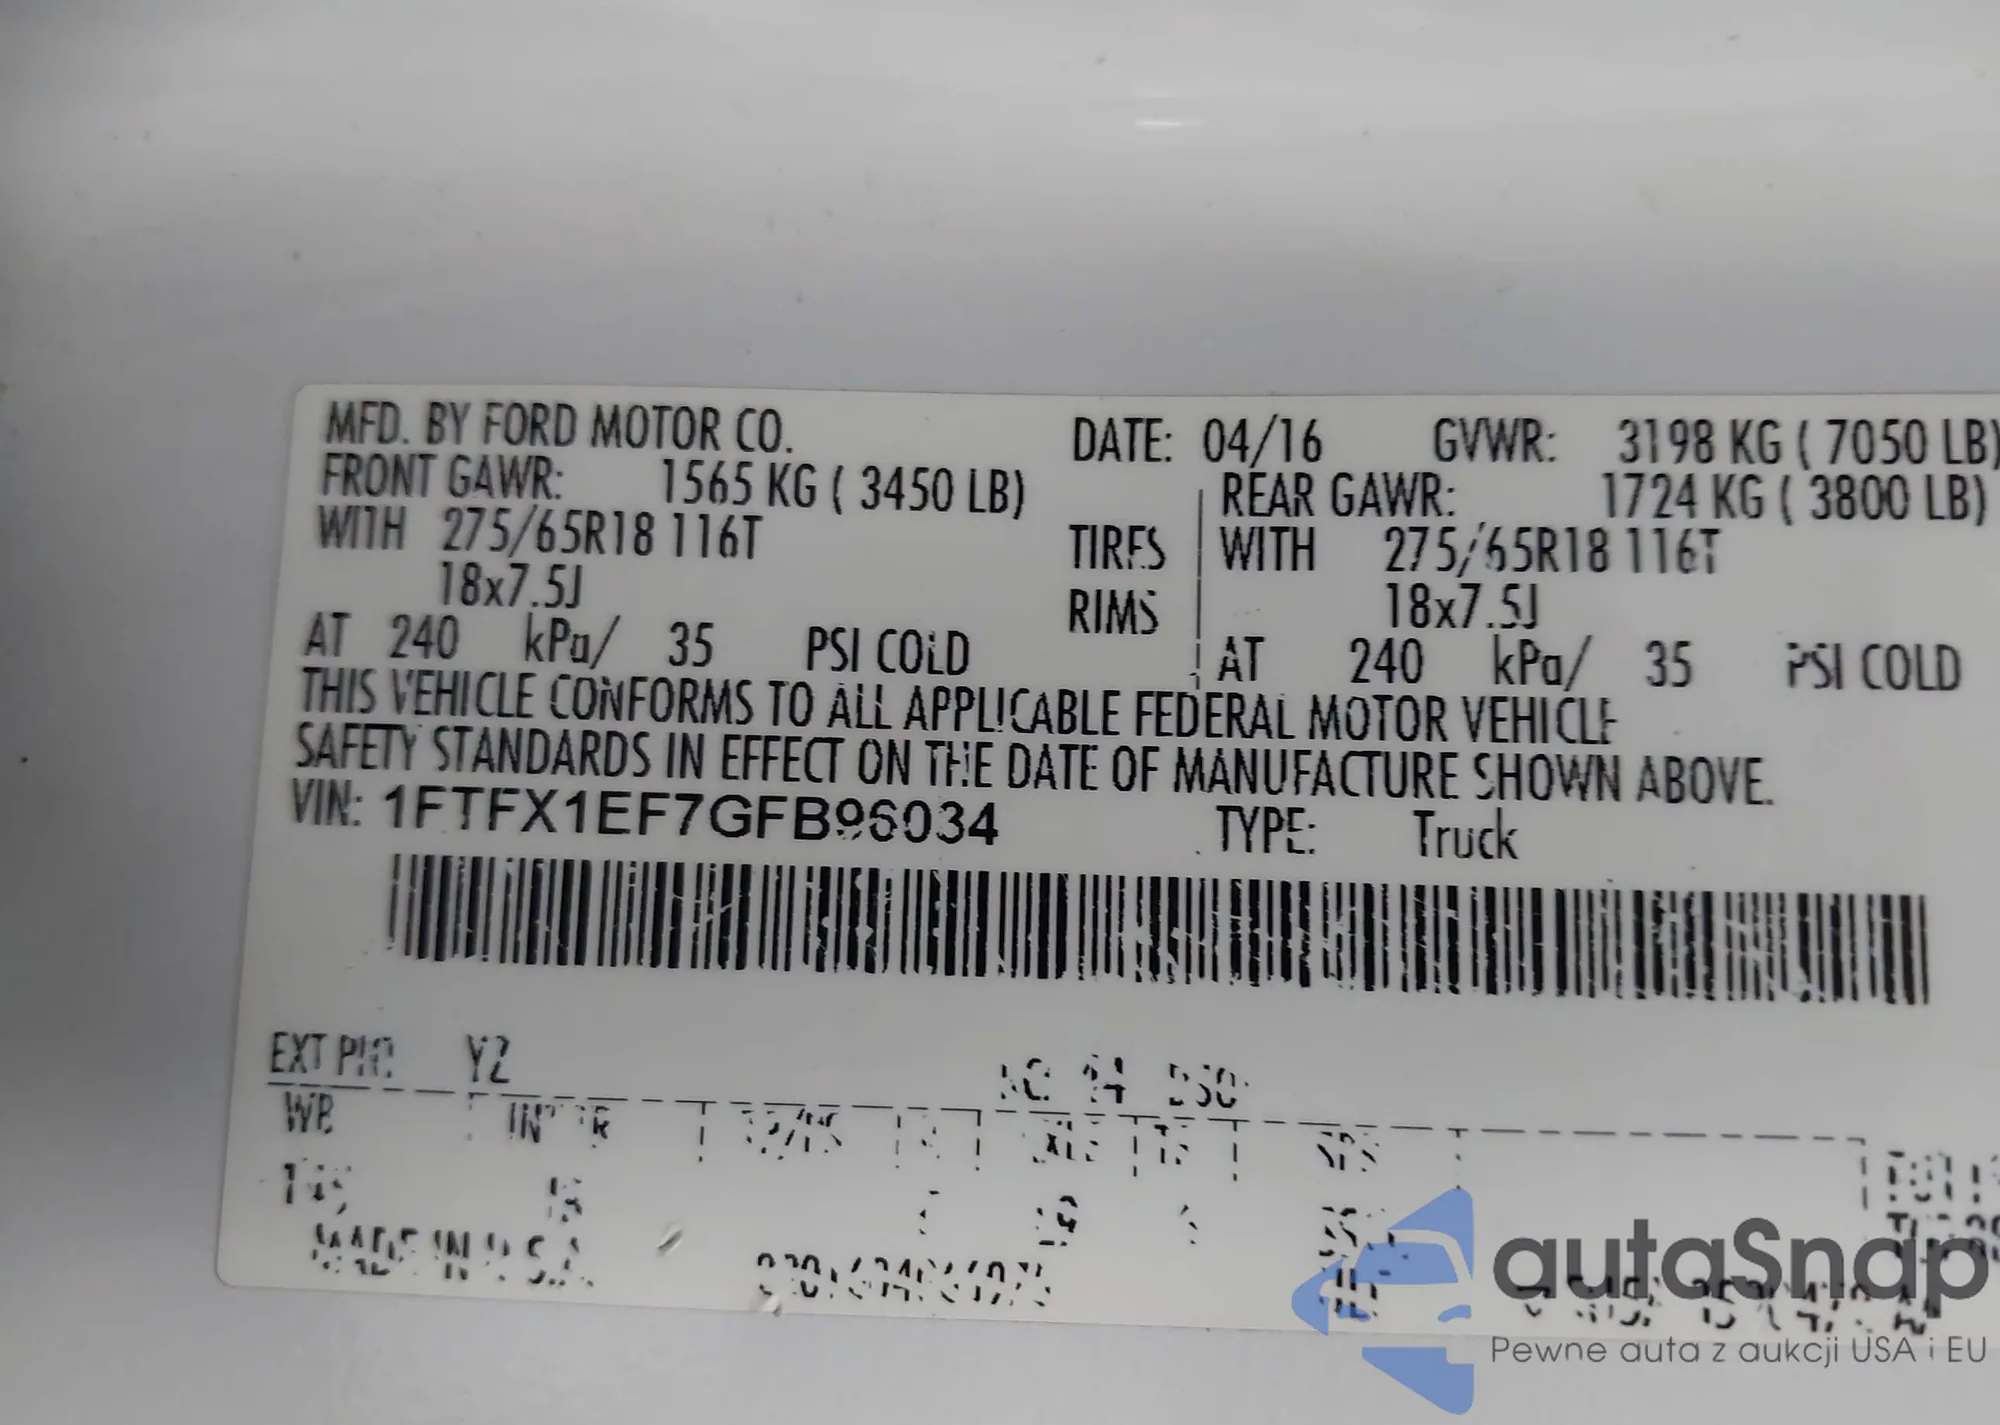 MFD. BY FORD MOTOR CO. DATE: 04/16 GVWR: 3198 KG ( 7050 LB)
FRONT GAWR: 1565 KG ( 3450 LB) REAR GAWR: 1724 KG ( 3800 LB)
WITH 275/65R18 116T TIRES WITH 275/65R18 116T
18x7.5J RIMS 18x7.5J
AT 240 kPa/ 35 PSI COLD AT 240 kPa/ 35 PSI COLD
THIS VEHICLE CONFORMS TO ALL APPLICABLE FEDERAL MOTOR VEHICLE
SAFETY STANDARDS IN EFFECT ON THE DATE OF MANUFACTURE SHOWN ABOVE.
VIN: 1FTFX1EF7GFB96034 TYPE: Truck
EXT PNT: YZ
WB
MADE IN U.S.A.
autaSnap
Pewne auta z aukcji USA i EU